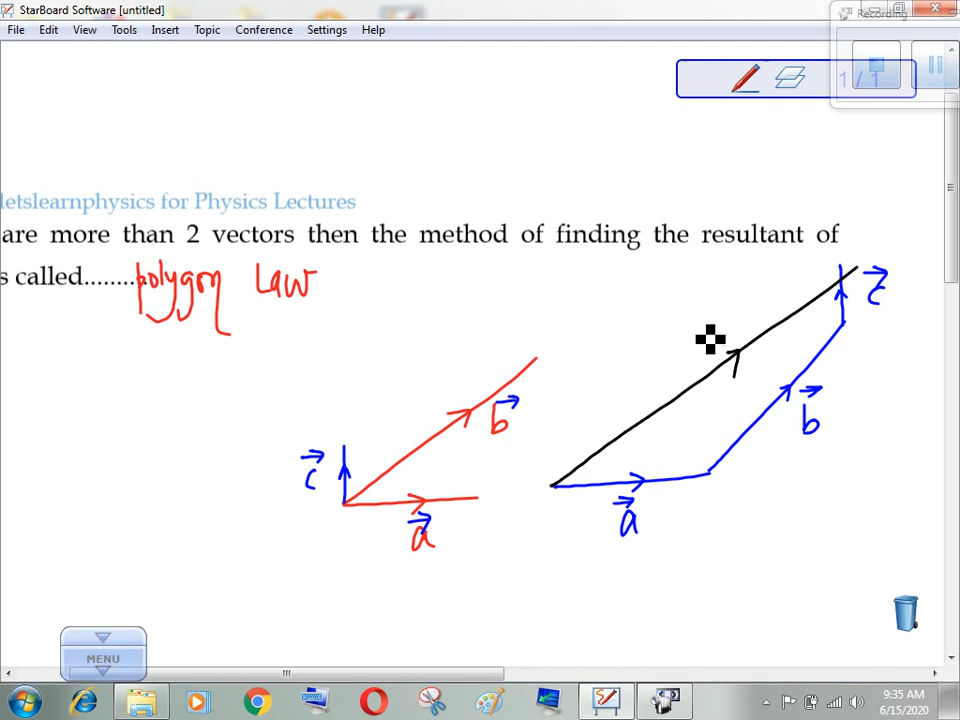 StarBoard Software [untitled]
Recording
File Edit View Tools Insert Topic Conference Settings Help
1 / 1
letslearnphysics for Physics Lectures
are more than 2 vectors then the method of finding the resultant of
s called.........polygon Law
c
b
c
b
a
a
MENU
9:35 AM
6/15/2020